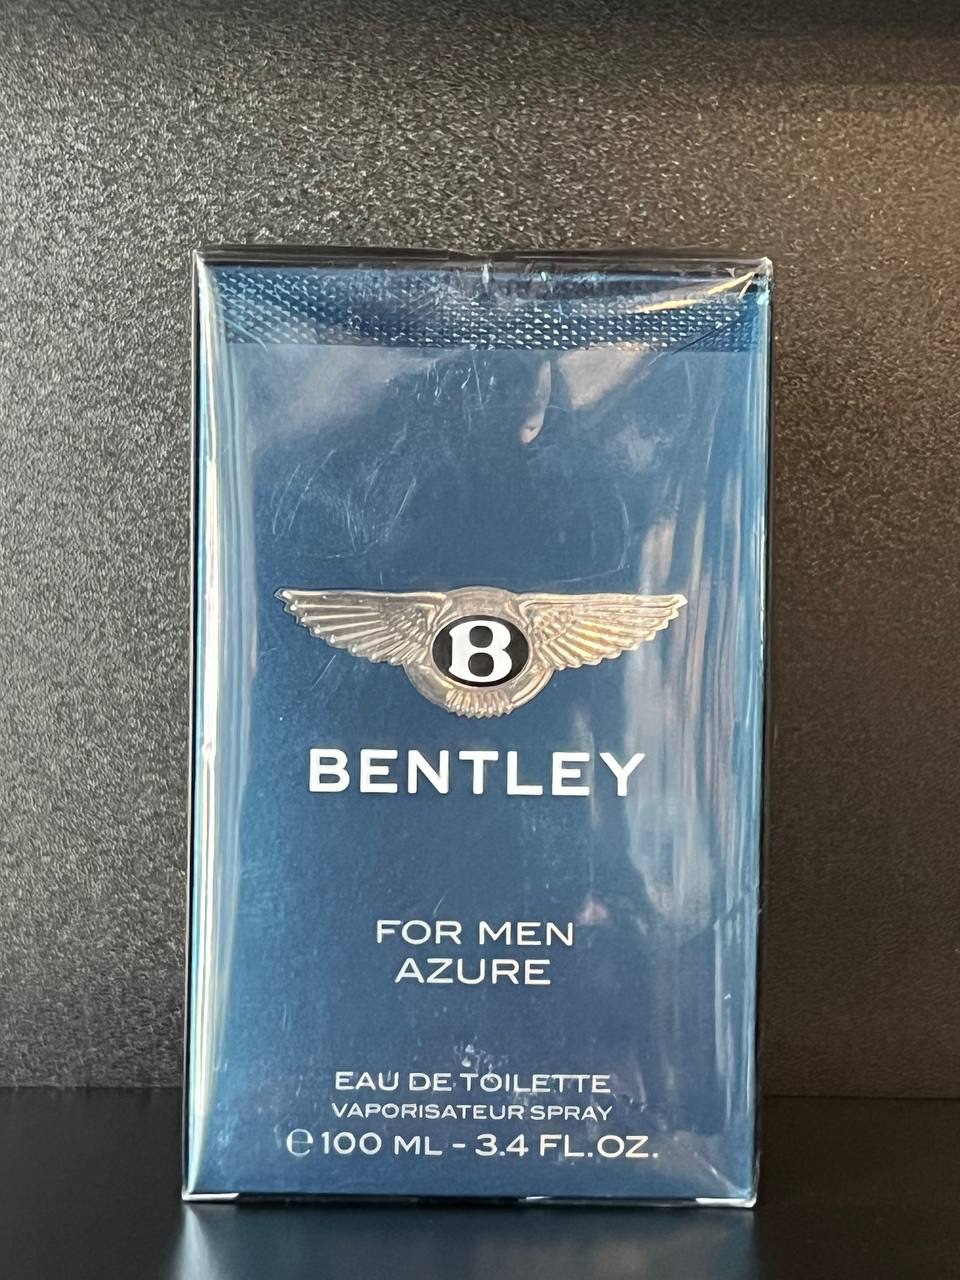 B
BENTLEY
FOR MEN
AZURE
EAU DE TOILETTE
VAPORISATEUR SPRAY
℮ 100 ML - 3.4 FL.OZ.